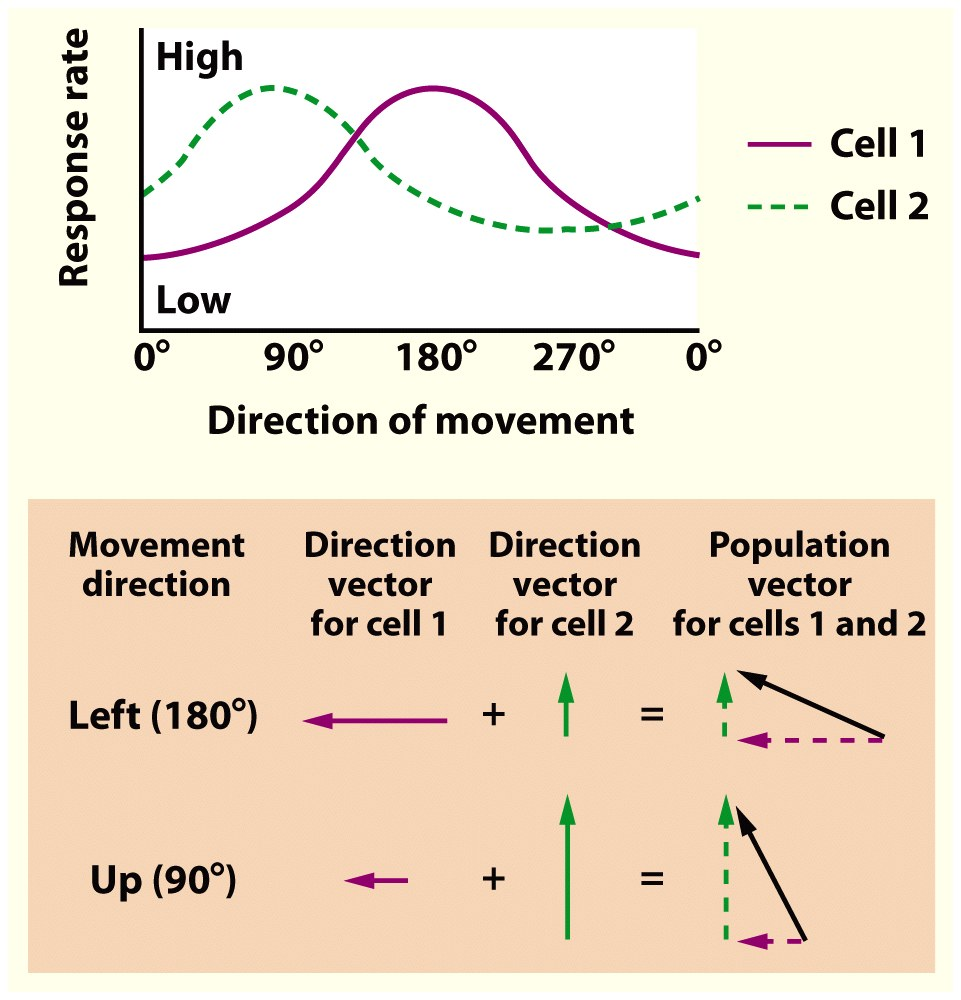 Response rate
High
Low
Cell 1
Cell 2
0° 90° 180° 270° 0°
Direction of movement
Movement direction
Direction vector for cell 1
Direction vector for cell 2
Population vector for cells 1 and 2
Left (180°) + =
Up (90°) + =